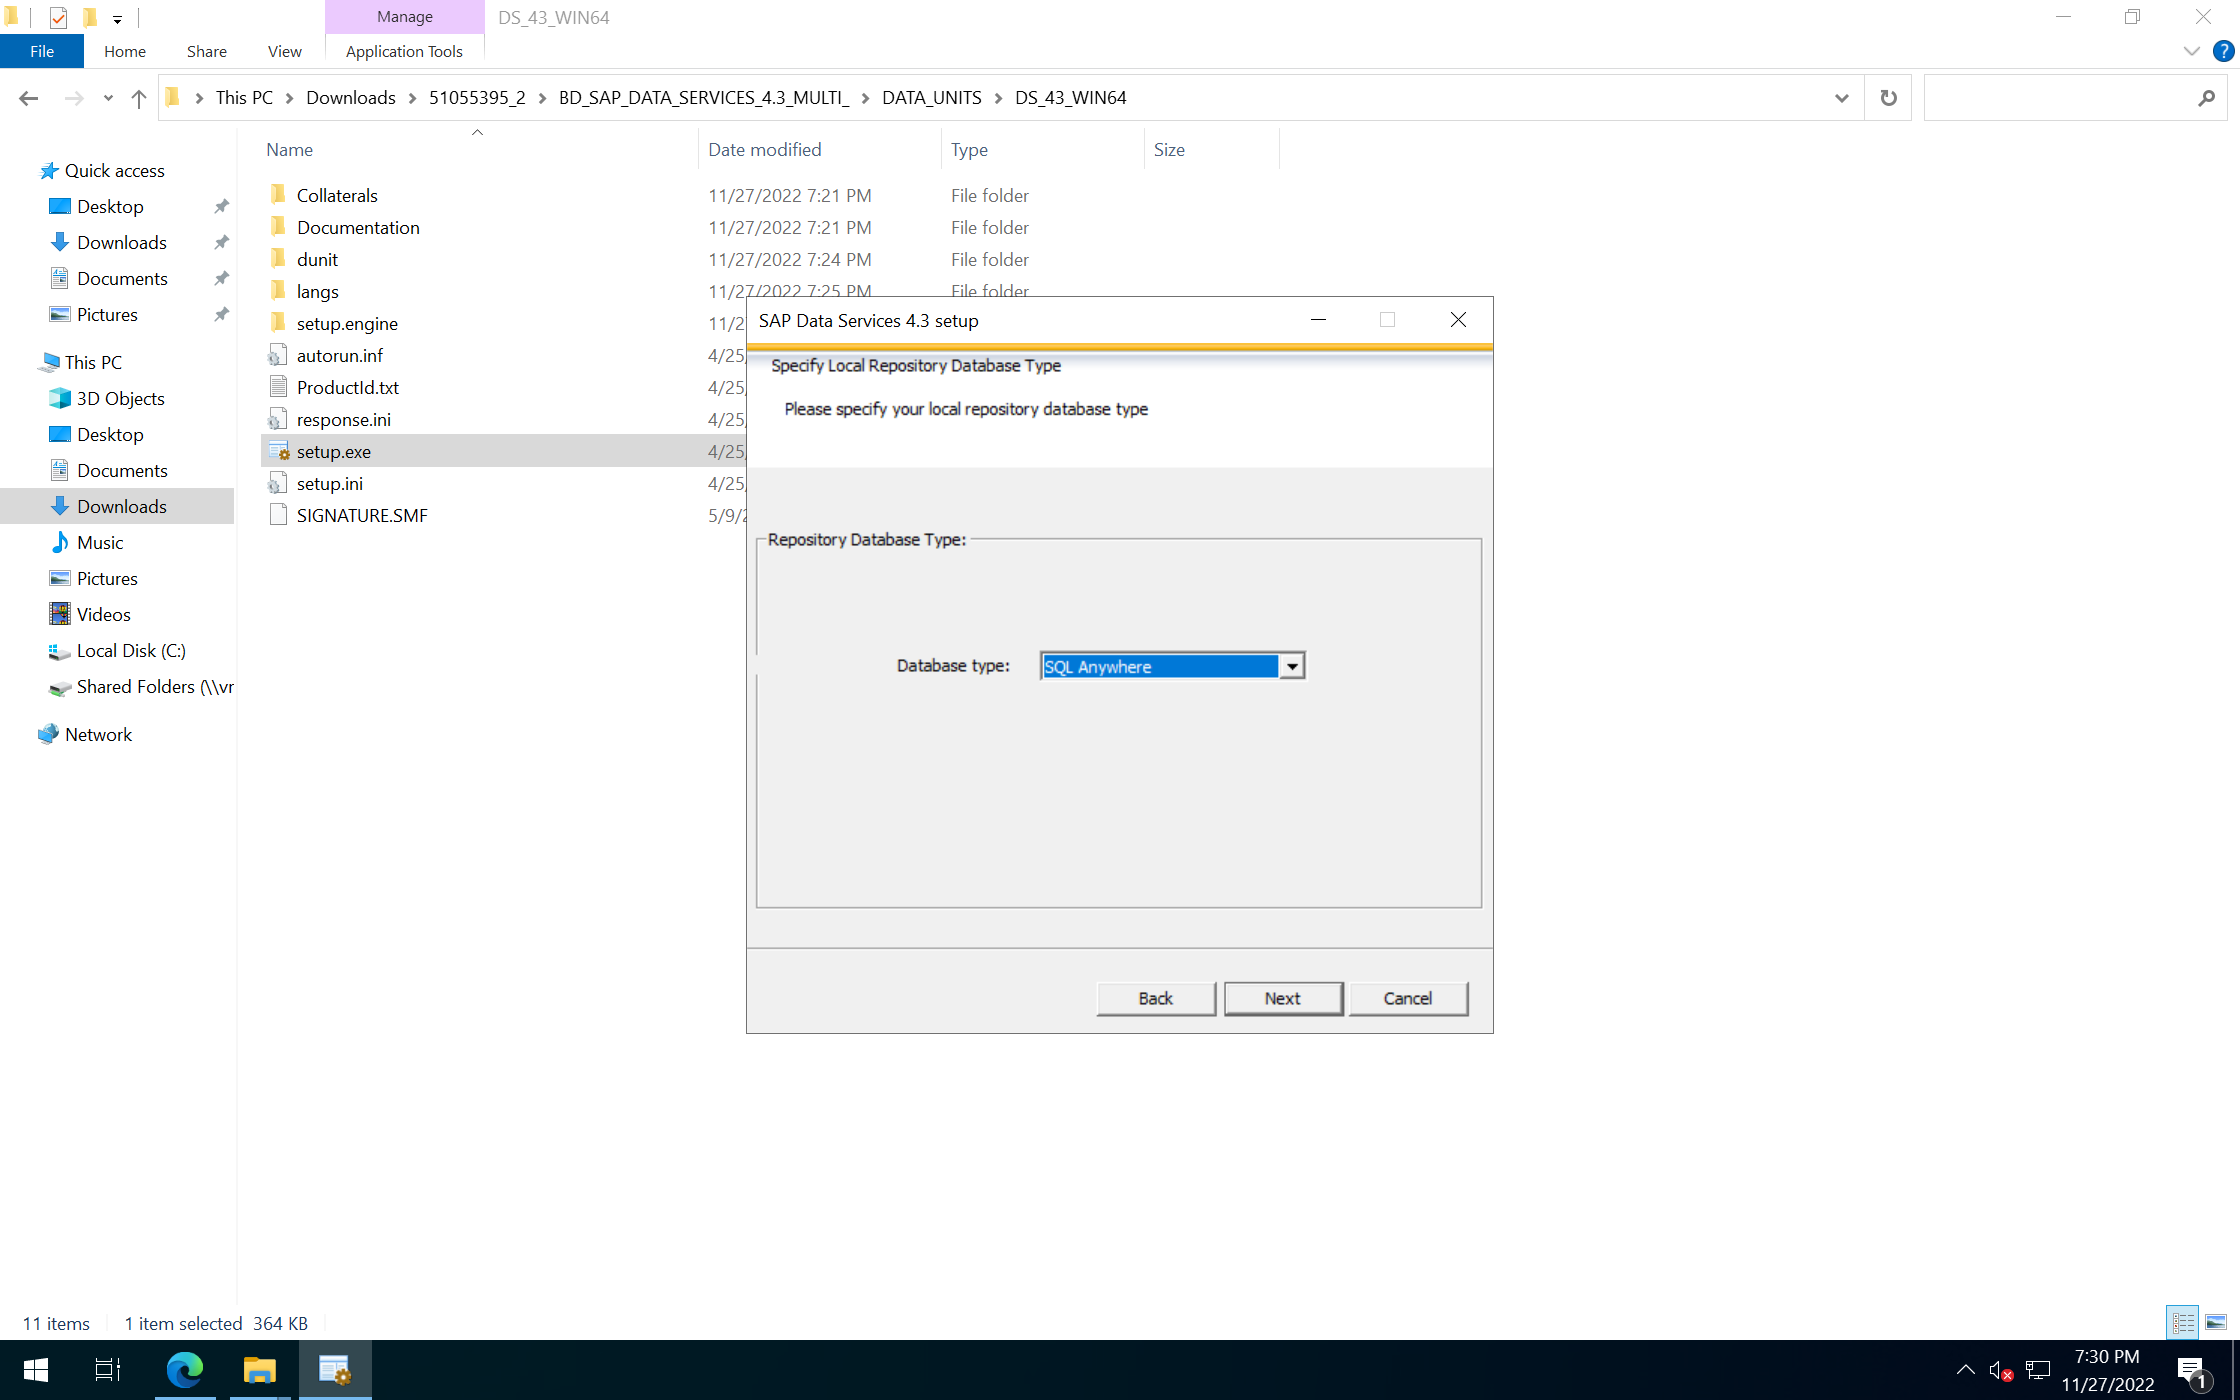 Manage
DS_43_WIN64
File
Home
Share
View
Application Tools
This PC
Downloads
51055395_2
BD_SAP_DATA_SERVICES_4.3_MULTI_
DATA_UNITS
DS_43_WIN64
Name
Date modified
Type
Size
Quick access
Desktop
Downloads
Documents
Pictures
This PC
3D Objects
Desktop
Documents
Downloads
Music
Pictures
Videos
Local Disk (C:)
Shared Folders (\\vr
Network
Collaterals 11/27/2022 7:21 PM File folder
Documentation 11/27/2022 7:21 PM File folder
dunit 11/27/2022 7:24 PM File folder
langs 11/27/2022 7:25 PM File folder
setup.engine 11/2
autorun.inf 4/25,
ProductId.txt 4/25,
response.ini 4/25,
setup.exe 4/25,
setup.ini 4/25,
SIGNATURE.SMF 5/9/2
SAP Data Services 4.3 setup
Specify Local Repository Database Type
Please specify your local repository database type
Repository Database Type:
Database type: SQL Anywhere
Back
Next
Cancel
11 items
1 item selected 364 KB
7:30 PM
11/27/2022
1